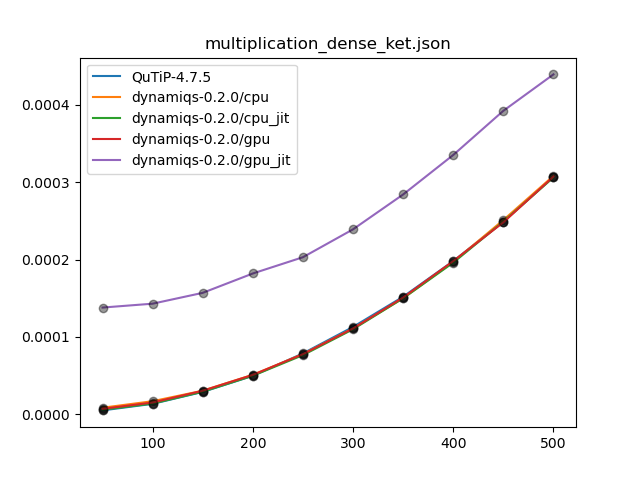 multiplication_dense_ket.json
QuTiP-4.7.5
dynamiqs-0.2.0/cpu
dynamiqs-0.2.0/cpu_jit
dynamiqs-0.2.0/gpu
dynamiqs-0.2.0/gpu_jit
0.0004
0.0003
0.0002
0.0001
0.0000
100 200 300 400 500